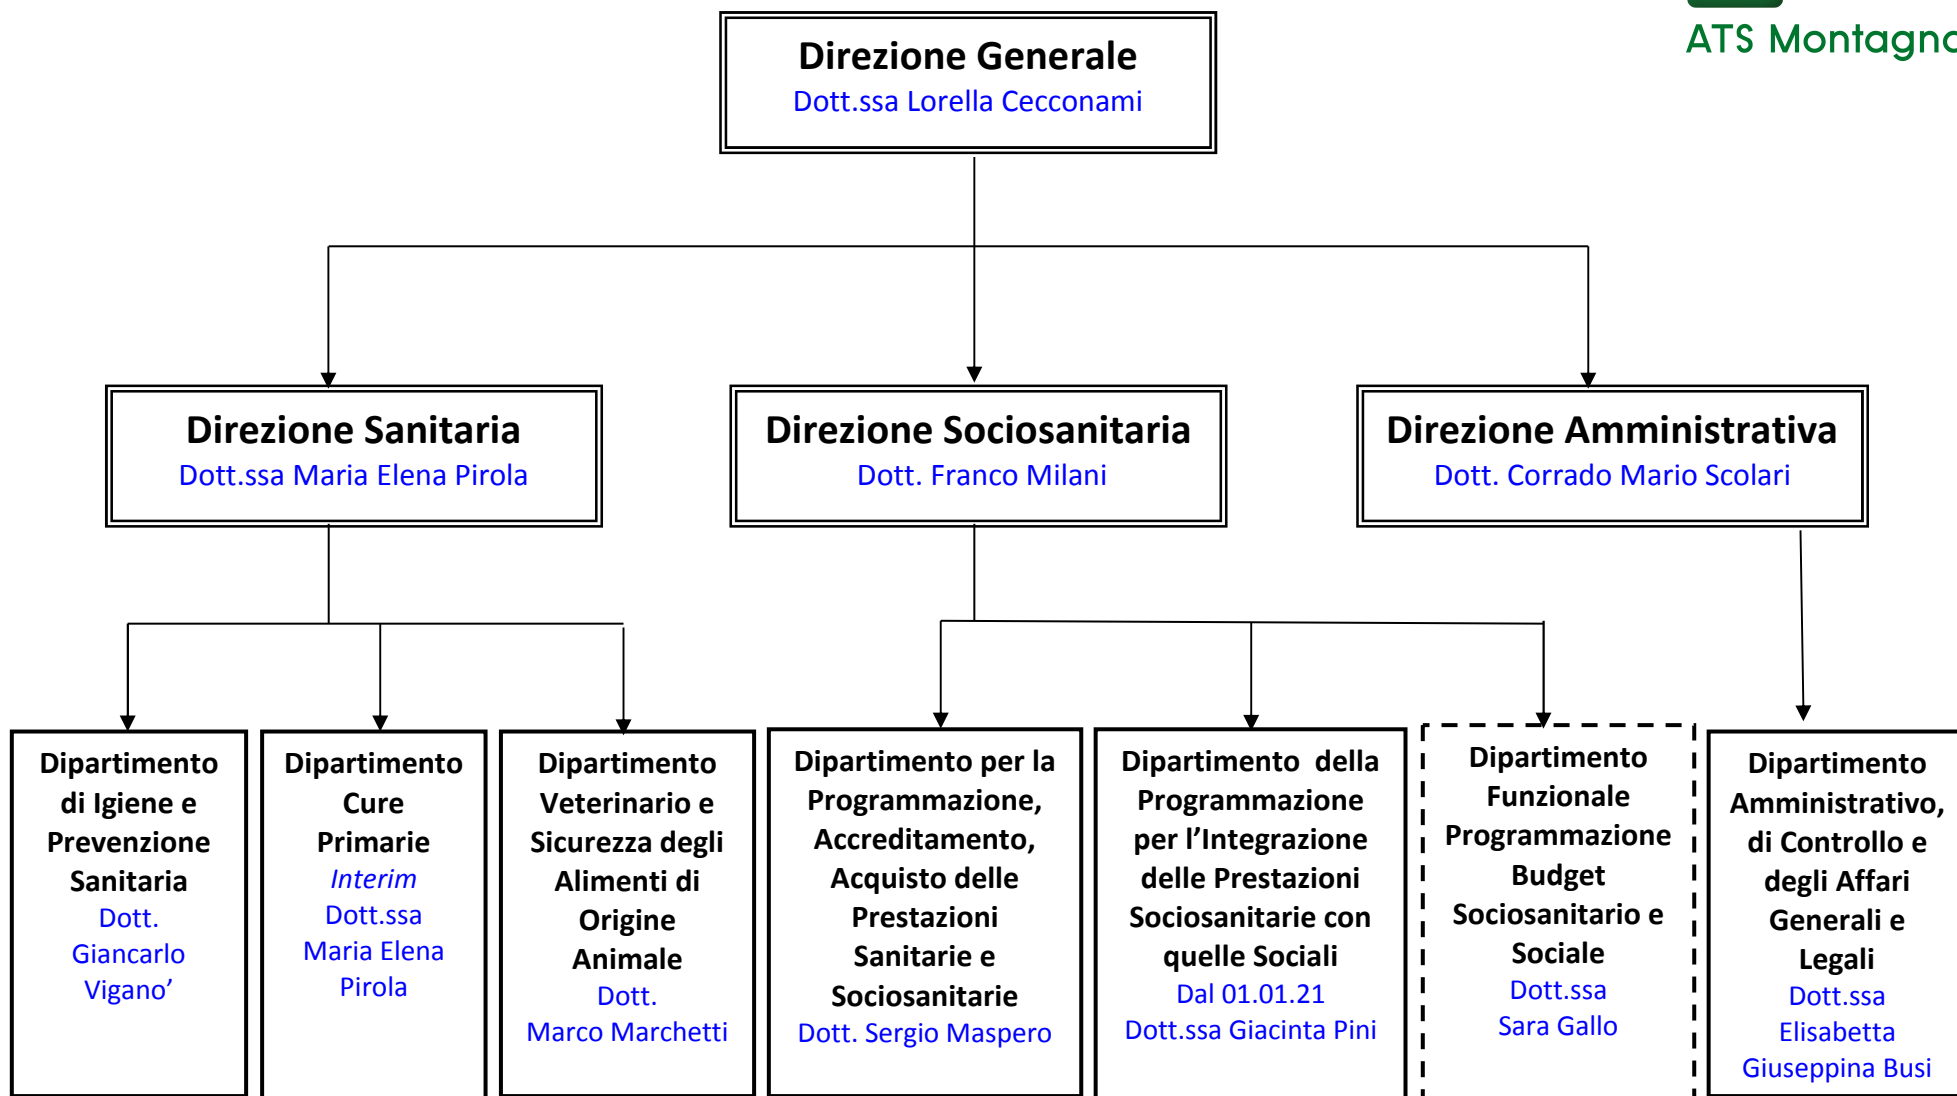 ATS Montagna
Direzione Generale
Dott.ssa Lorella Cecconami
Direzione Sanitaria
Dott.ssa Maria Elena Pirola
Direzione Sociosanitaria
Dott. Franco Milani
Direzione Amministrativa
Dott. Corrado Mario Scolari
Dipartimento
di Igiene e
Prevenzione
Sanitaria
Dott.
Giancarlo
Vigano’
Dipartimento
Cure
Primarie
Interim
Dott.ssa
Maria Elena
Pirola
Dipartimento
Veterinario e
Sicurezza degli
Alimenti di
Origine
Animale
Dott.
Marco Marchetti
Dipartimento per la
Programmazione,
Accreditamento,
Acquisto delle
Prestazioni
Sanitarie e
Sociosanitarie
Dott. Sergio Maspero
Dipartimento della
Programmazione
per l’Integrazione
delle Prestazioni
Sociosanitarie con
quelle Sociali
Dal 01.01.21
Dott.ssa Giacinta Pini
Dipartimento
Funzionale
Programmazione
Budget
Sociosanitario e
Sociale
Dott.ssa
Sara Gallo
Dipartimento
Amministrativo,
di Controllo e
degli Affari
Generali e
Legali
Dott.ssa
Elisabetta
Giuseppina Busi